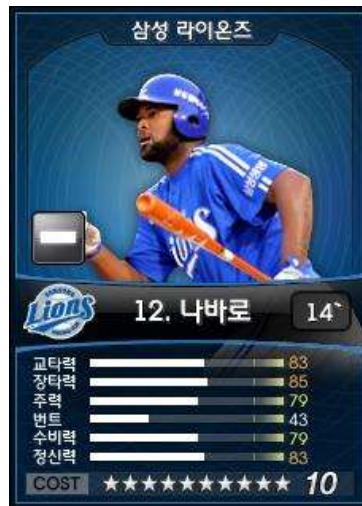 삼성 라이온즈
SAMSUNG
Lions
12. 나바로
14`
교타력 83
장타력 85
주력 79
번트 43
수비력 79
정신력 83
COST ★★★★★★★★★★ 10